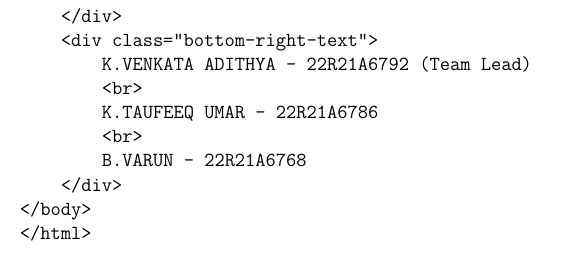 </div>
<div class="bottom-right-text">
K.VENKATA ADITHYA - 22R21A6792 (Team Lead)
<br>
K.TAUFEEQ UMAR - 22R21A6786
<br>
B.VARUN - 22R21A6768
</div>
</body>
</html>